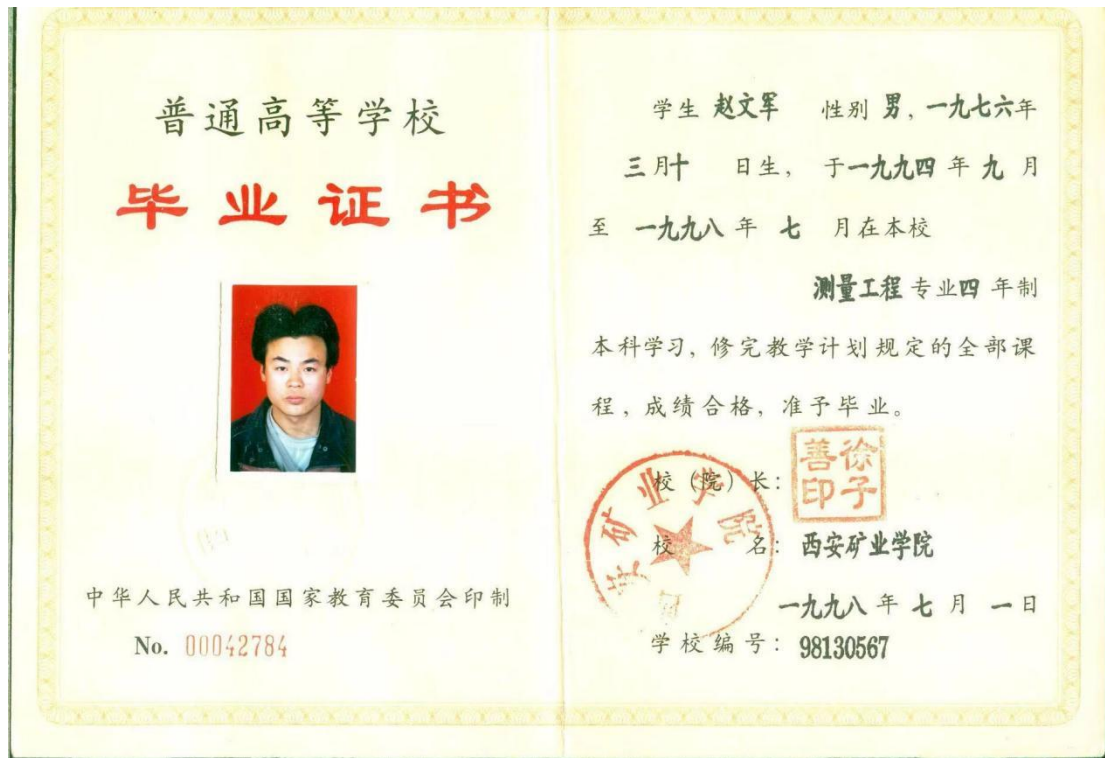 普通高等学校
毕业证书
中华人民共和国国家教育委员会印制
No. 00042784
学生 赵文军 性别 男, 一九七六年
三月十 日生, 于一九九四年九月
至 一九九八年 七 月在本校
测量工程专业四年制
本科学习, 修完教学计划规定的全部课
程, 成绩合格, 准予毕业。
校(院)长:
徐子善印
校 名: 西安矿业学院
西安矿业学院
一九九八年七月一日
学校编号: 98130567